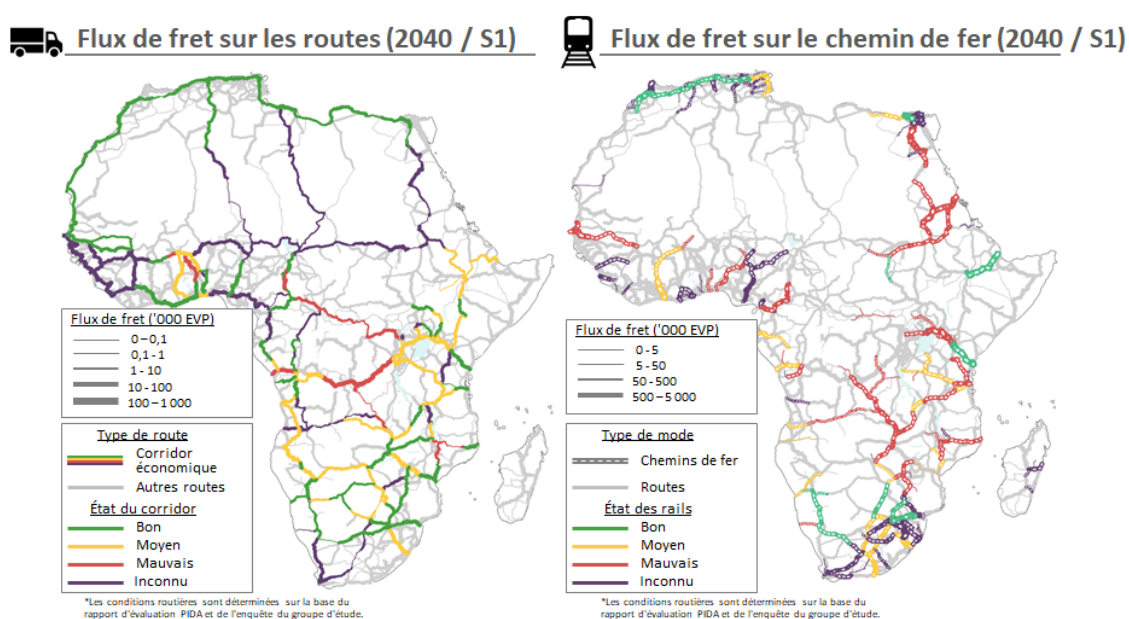 Flux de fret sur les routes (2040 / S1)
Flux de fret ('000 EVP)
0 – 0,1
0,1 - 1
1 - 10
10 - 100
100 – 1 000
Type de route
Corridor
économique
Autres routes
État du corridor
Bon
Moyen
Mauvais
Inconnu
*Les conditions routières sont déterminées sur la base du
rapport d'évaluation PIDA et de l'enquête du groupe d'étude.
Flux de fret sur le chemin de fer (2040 / S1)
Flux de fret ('000 EVP)
0 - 5
5 - 50
50 - 500
500 – 5 000
Type de mode
Chemins de fer
Routes
État des rails
Bon
Moyen
Mauvais
Inconnu
*Les conditions routières sont déterminées sur la base du
rapport d'évaluation PIDA et de l'enquête du groupe d'étude.